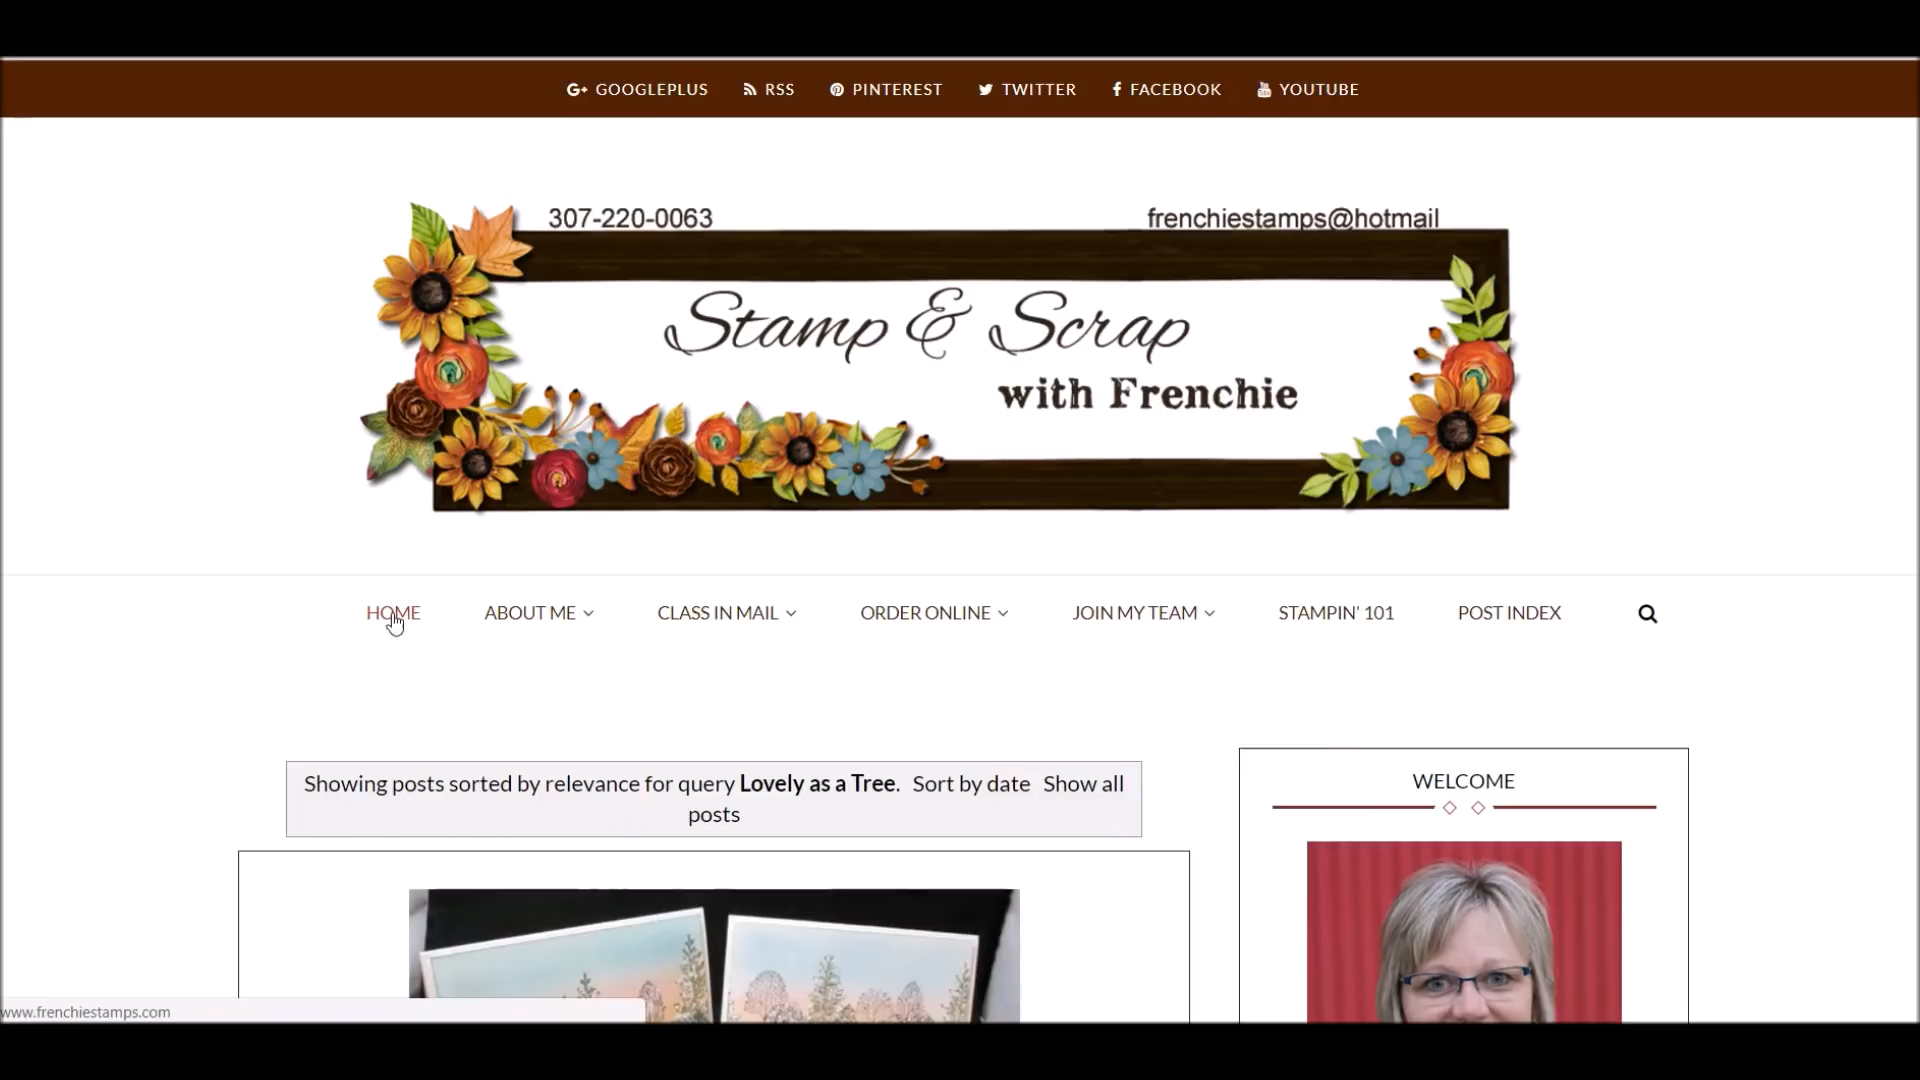 GOOGLEPLUS RSS PINTEREST TWITTER FACEBOOK YOUTUBE
307-220-0063 frenchiestamps@hotmail
Stamp & Scrap
with Frenchie
HOME ABOUT ME CLASS IN MAIL ORDER ONLINE JOIN MY TEAM STAMPIN' 101 POST INDEX
Showing posts sorted by relevance for query Lovely as a Tree. Sort by date Show all
posts
WELCOME
www.frenchiestamps.com